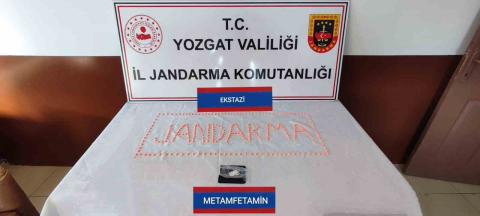 T.C.
YOZGAT VALİLİĞİ
İL JANDARMA KOMUTANLIĞI
EKSTAZİ
JANDARMA
METAMFETAMİN